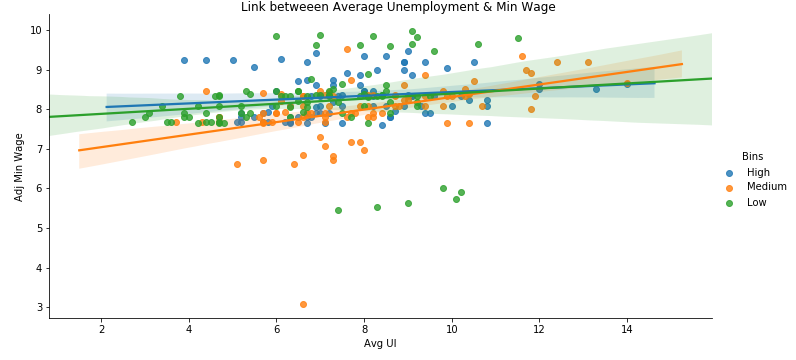 Link betweeen Average Unemployment & Min Wage
10
9
8
7
6
5
4
3
Adj Min Wage
2
4
6
8
10
12
14
Avg UI
Bins
High
Medium
Low